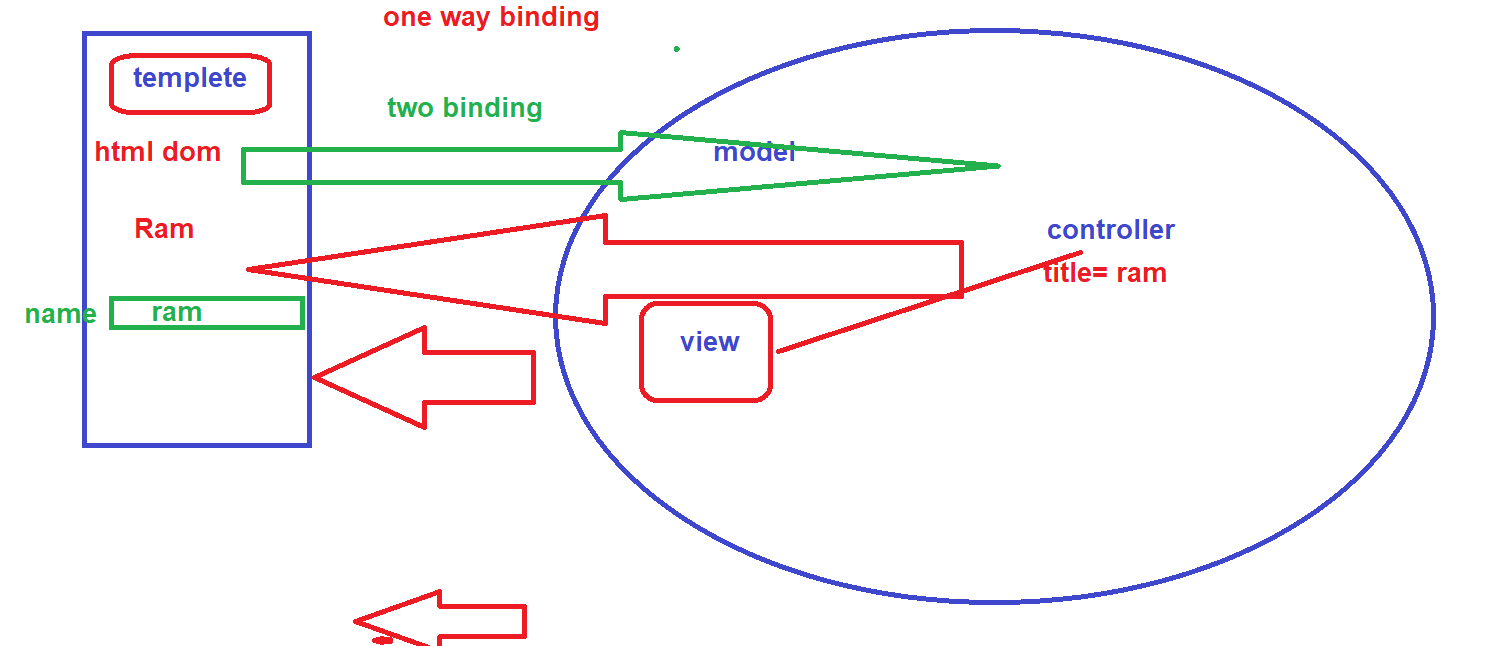 one way binding
templete
two binding
html dom
model
Ram
controller
title= ram
name
ram
view